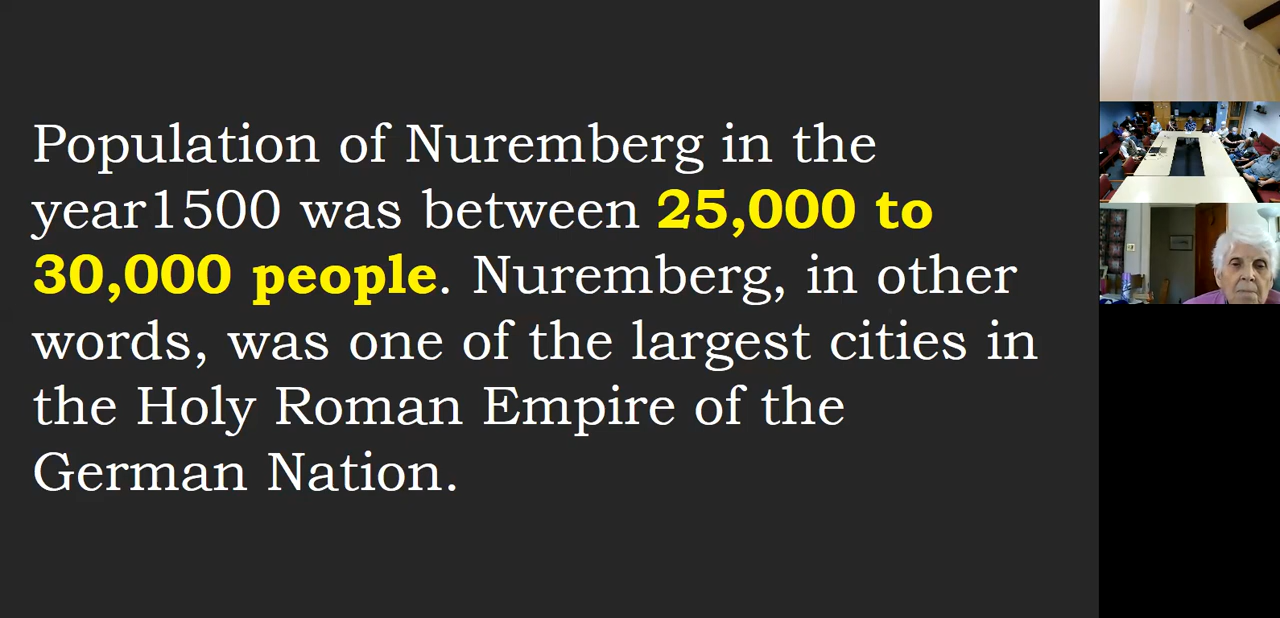 Population of Nuremberg in the
year1500 was between 25,000 to
30,000 people. Nuremberg, in other
words, was one of the largest cities in
the Holy Roman Empire of the
German Nation.